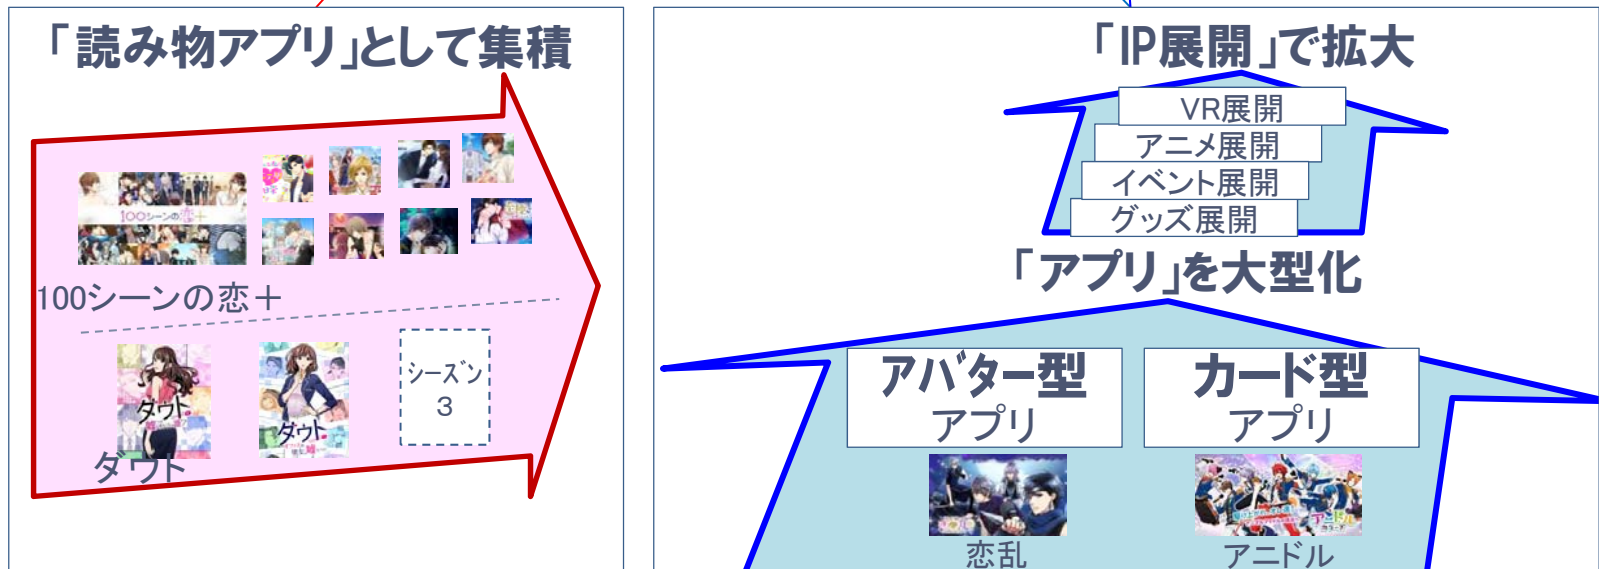 「読み物アプリ」として集積
100シーンの恋＋
100シーンの恋＋
ダウト
ダウト
シーズン
3
ダウト
「IP展開」で拡大
VR展開
アニメ展開
イベント展開
グッズ展開
「アプリ」を大型化
アバター型
アプリ
カード型
アプリ
アニドル
恋乱
アニドル